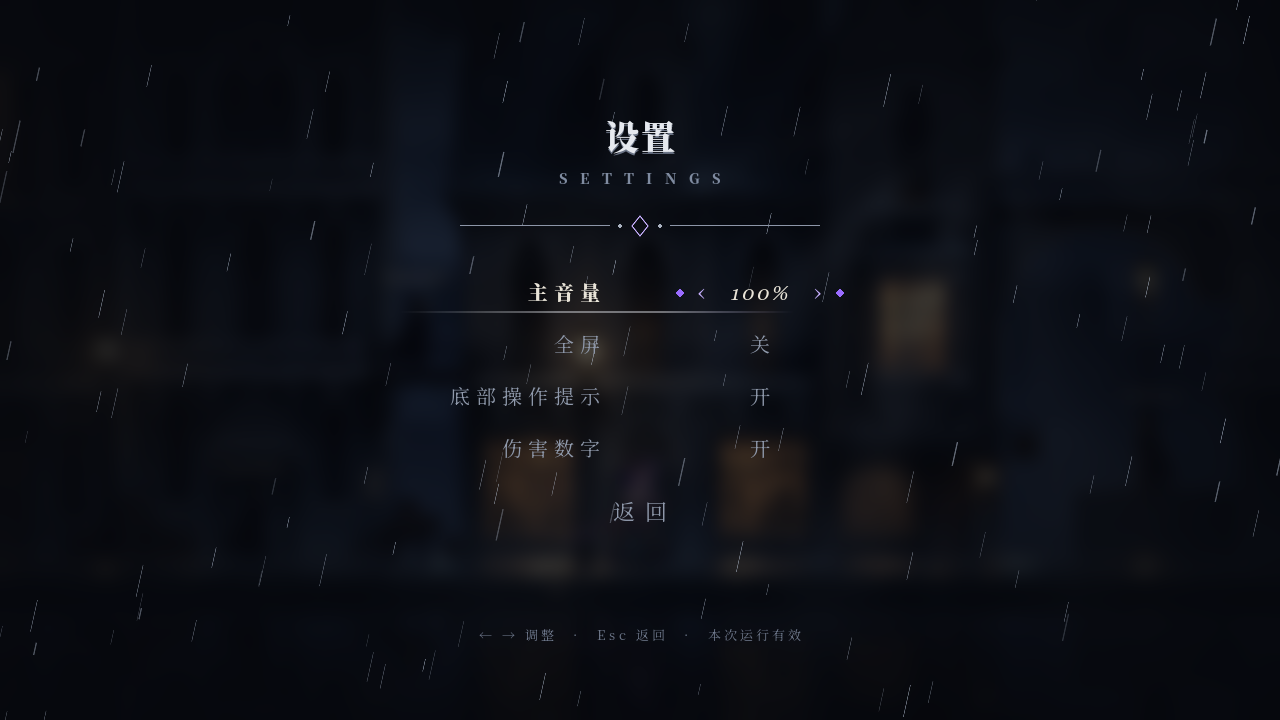 设置
SETTINGS
主音量 ‹ 100% ›
全屏 关
底部操作提示 开
伤害数字 开
返回
← → 调整 · Esc 返回 · 本次运行有效